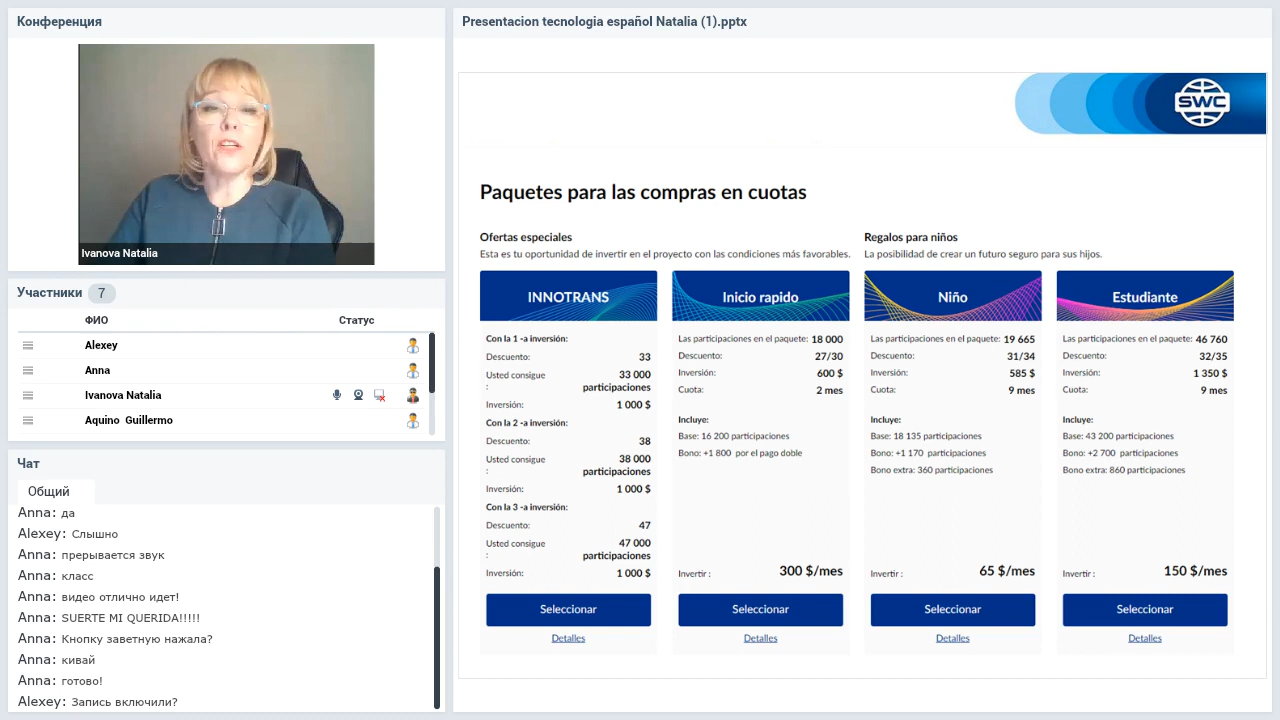 Конференция
Ivanova Natalia
Участники 7
ФИО Статус
Alexey
Anna
Ivanova Natalia
Aquino Guillermo
Чат
Общий
Anna: да
Alexey: Слышно
Anna: прерывается звук
Anna: класс
Anna: видео отлично идет!
Anna: SUERTE MI QUERIDA!!!!!
Anna: Кнопку заветную нажала?
Anna: кивай
Anna: готово!
Alexey: Запись включили?
Presentacion tecnologia español Natalia (1).pptx
SWC
Paquetes para las compras en cuotas
Ofertas especiales
Esta es tu oportunidad de invertir en el proyecto con las condiciones más favorables.
Regalos para niños
La posibilidad de crear un futuro seguro para sus hijos.
INNOTRANS
Con la 1 -a inversión:
Descuento: 33
Usted consigue : 33 000 participaciones
Inversión: 1 000 $
Con la 2 -a inversión:
Descuento: 38
Usted consigue : 38 000 participaciones
Inversión: 1 000 $
Con la 3 -a inversión:
Descuento: 47
Usted consigue : 47 000 participaciones
Inversión: 1 000 $
Seleccionar
Detalles
Inicio rapido
Las participaciones en el paquete: 18 000
Descuento: 27/30
Inversión: 600 $
Cuota: 2 mes
Incluye:
Base: 16 200 participaciones
Bono: +1 800 por el pago doble
Invertir : 300 $/mes
Seleccionar
Detalles
Niño
Las participaciones en el paquete: 19 665
Descuento: 31/34
Inversión: 585 $
Cuota: 9 mes
Incluye:
Base: 18 135 participaciones
Bono: +1 170 participaciones
Bono extra: 360 participaciones
Invertir : 65 $/mes
Seleccionar
Detalles
Estudiante
Las participaciones en el paquete: 46 760
Descuento: 32/35
Inversión: 1 350 $
Cuota: 9 mes
Incluye:
Base: 43 200 participaciones
Bono: +2 700 participaciones
Bono extra: 860 participaciones
Invertir : 150 $/mes
Seleccionar
Detalles